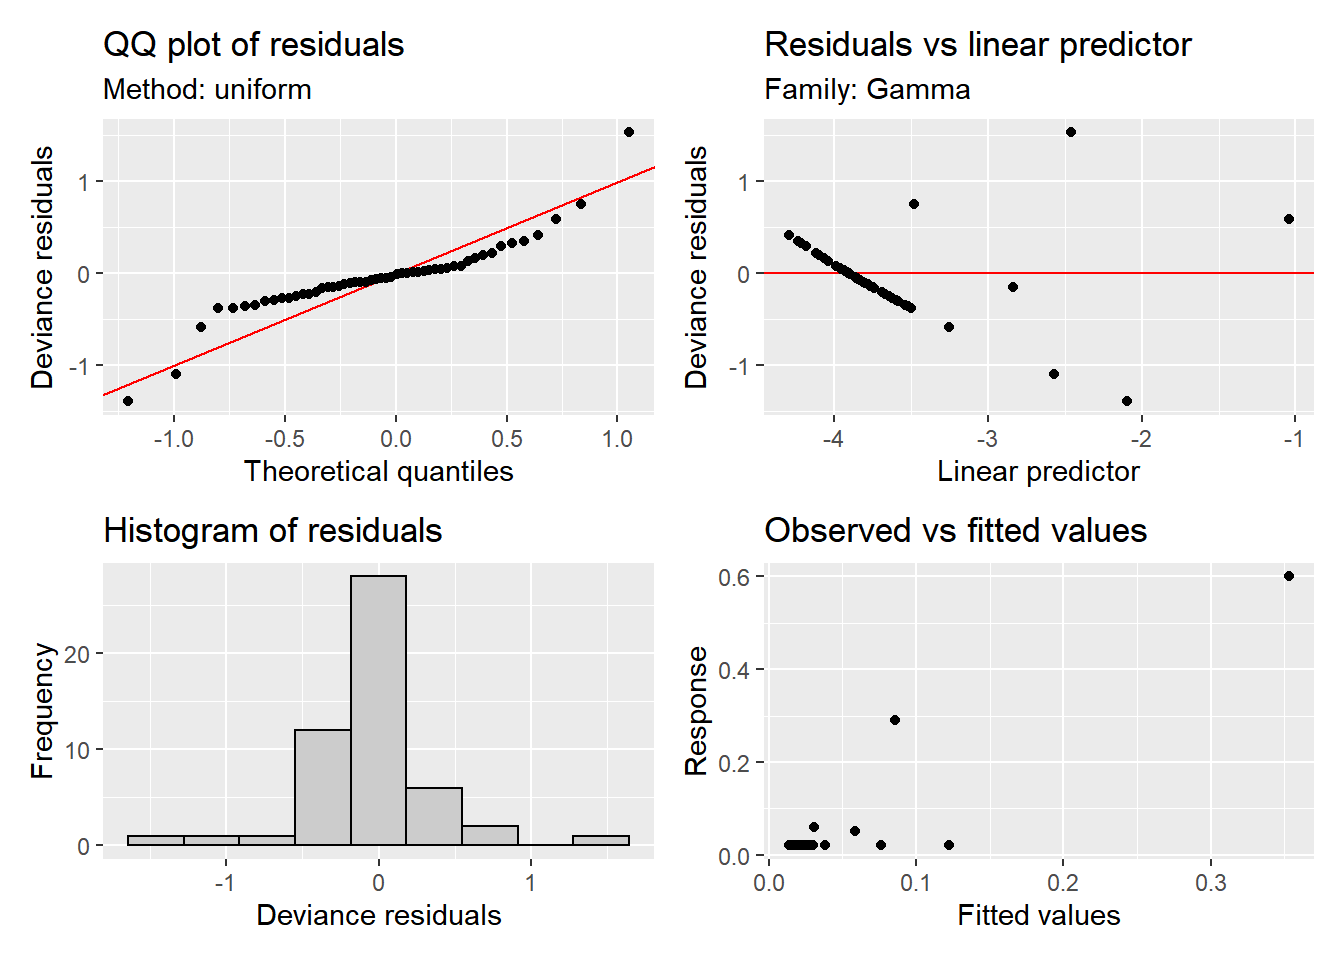 QQ plot of residuals
Method: uniform
Deviance residuals
1
0
-1
-1.0
-0.5
0.0
0.5
1.0
Theoretical quantiles
Residuals vs linear predictor
Family: Gamma
Deviance residuals
1
0
-1
-4
-3
-2
-1
Linear predictor
Histogram of residuals
Frequency
20
10
0
-1
0
1
Deviance residuals
Observed vs fitted values
Response
0.6
0.4
0.2
0.0
0.0
0.1
0.2
0.3
Fitted values